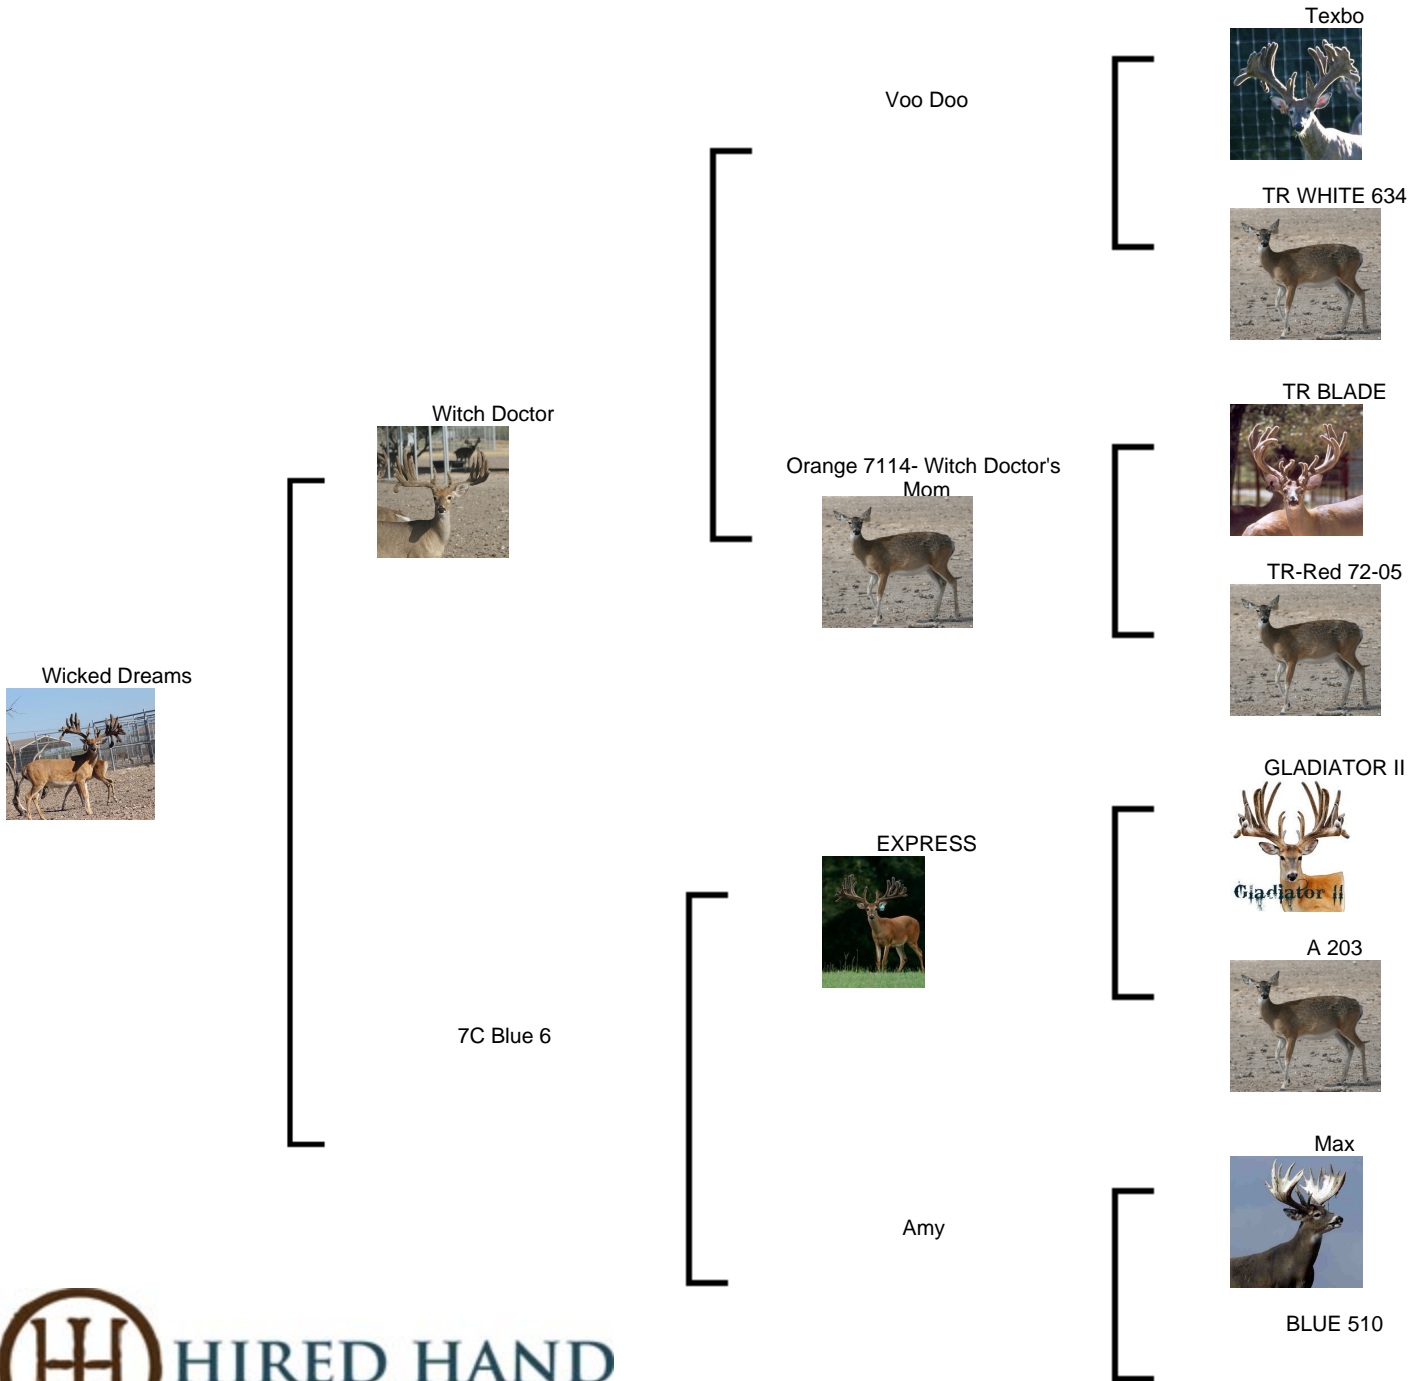 Texbo
Voo Doo
TR WHITE 634
TR BLADE
Witch Doctor
Orange 7114- Witch Doctor's
Mom
TR-Red 72-05
Wicked Dreams
GLADIATOR II
EXPRESS
Gladiator II
A 203
7C Blue 6
Max
Amy
BLUE 510
HH HIRED HAND